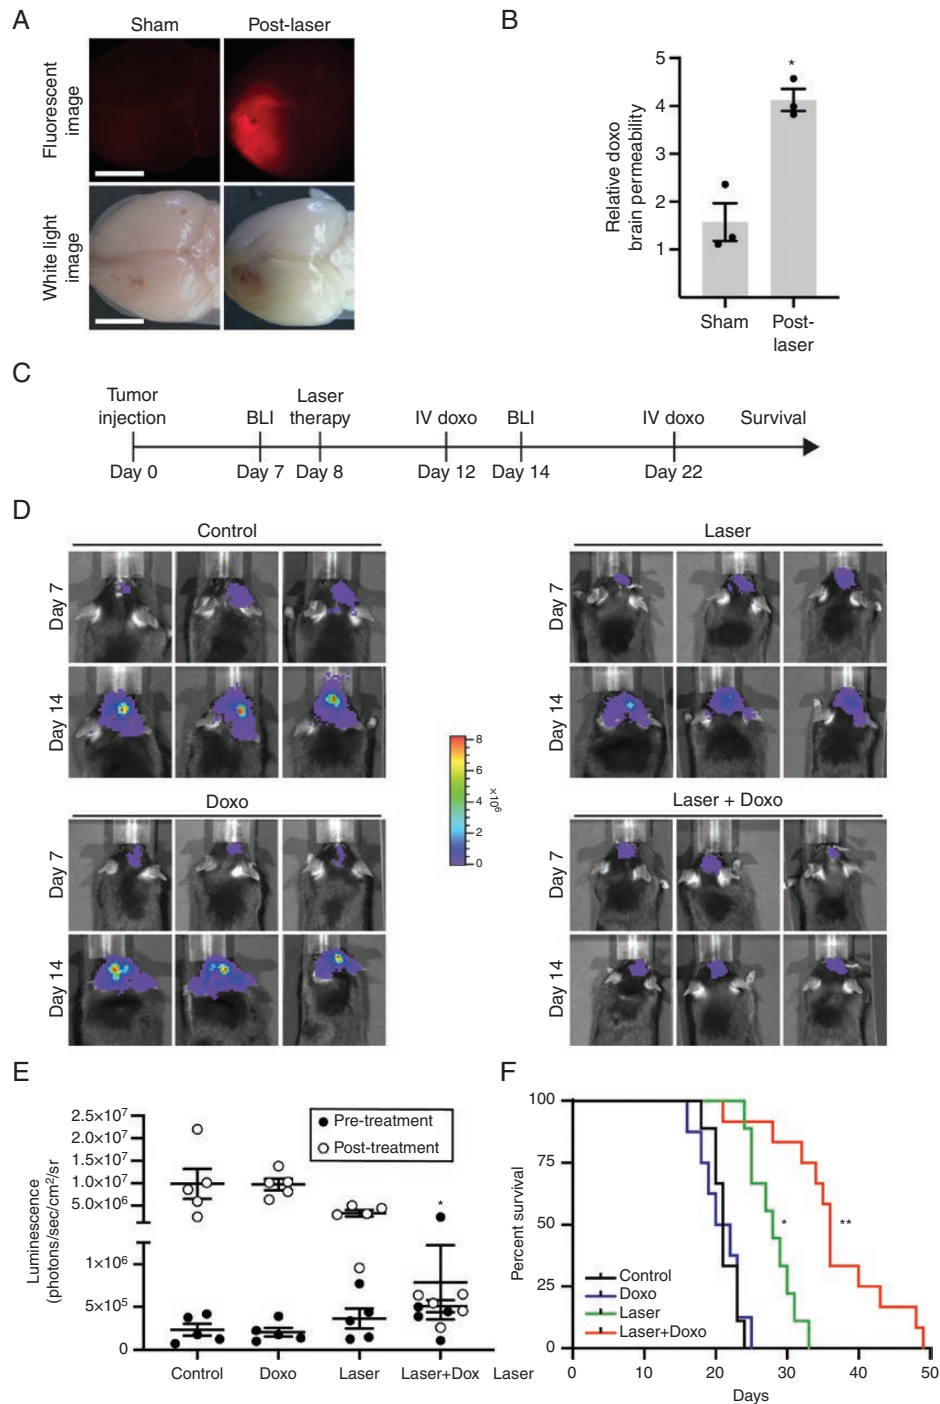 A
Sham
Post-laser
Fluorescent
image
White light
image
B
Relative doxo
brain permeability
5
4
3
2
1
*
Sham
Post-
laser
C
Tumor
injection
BLI
Laser
therapy
IV doxo
BLI
IV doxo
Survival
Day 0
Day 7
Day 8
Day 12
Day 14
Day 22
D
Control
Day 7
Day 14
Laser
Day 7
Day 14
8
6
4
2
0
×10⁶
Doxo
Day 7
Day 14
Laser + Doxo
Day 7
Day 14
E
Luminescence
(photons/sec/cm²/sr
2.5×10⁷
2.0×10⁷
1.5×10⁷
1.0×10⁷
5.0×10⁶
1×10⁶
5×10⁵
0
Pre-treatment
Post-treatment
*
Control
Doxo
Laser
Laser+Dox
Laser
F
Percent survival
100
75
50
25
0
*
**
Control
Doxo
Laser
Laser+Doxo
0
10
20
30
40
50
Days